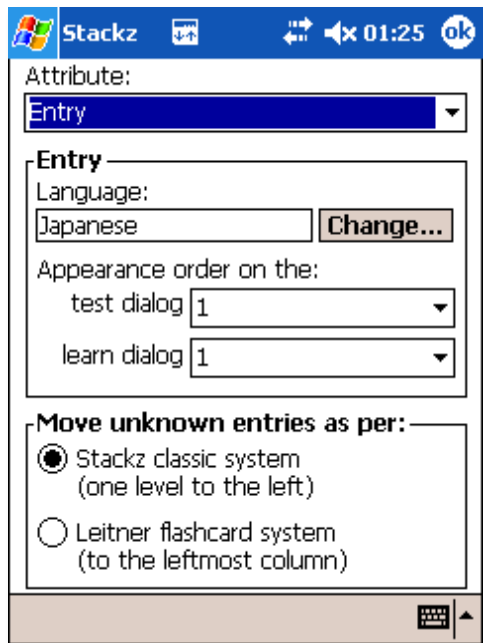 Stackz 01:25 ok
Attribute:
Entry
Entry
Language:
Japanese Change...
Appearance order on the:
test dialog 1
learn dialog 1
Move unknown entries as per:
Stackz classic system
(one level to the left)
Leitner flashcard system
(to the leftmost column)